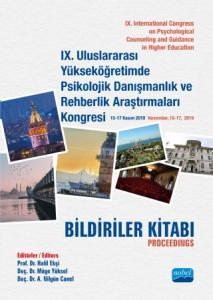 IX. International Congress
on Psychological
Counseling and Guidance
in Higher Education
IX. Uluslararası
Yükseköğretimde
Psikolojik Danışmanlık ve
Rehberlik Araştırmaları
Kongresi 15-17 Kasım 2019 November, 15-17, 2019
BİLDİRİLER KİTABI
PROCEEDINGS
Editörler / Editors
Prof. Dr. Halil Ekşi
Doç. Dr. Müge Yüksel
Doç. Dr. A. Nilgün Canel
nobel